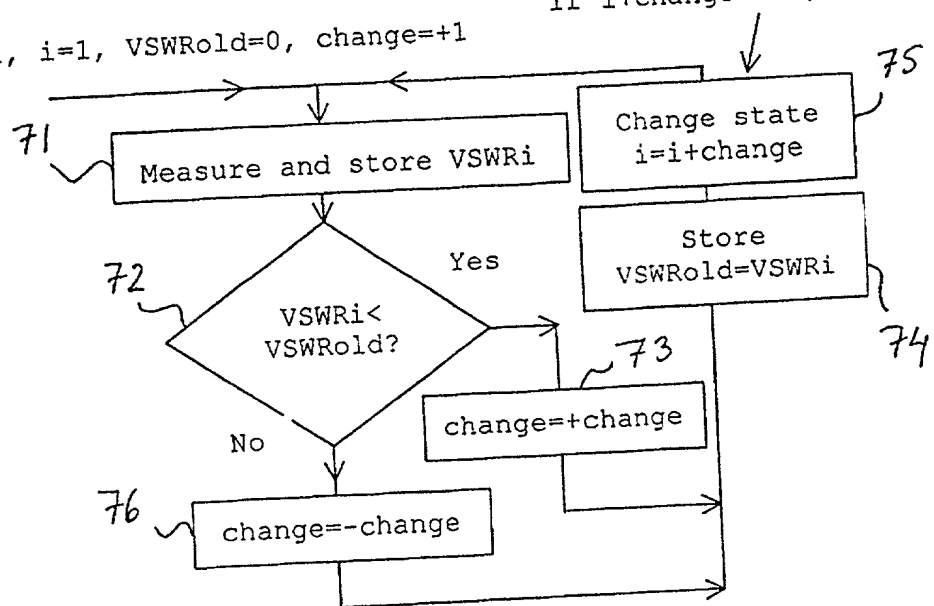 i=1, VSWRold=0, change=+1
75
Change state
i=i+change
71
Measure and store VSWRi
Store
VSWRold=VSWRi
74
72
Yes
VSWRi<
VSWRold?
73
change=+change
No
76
change=-change